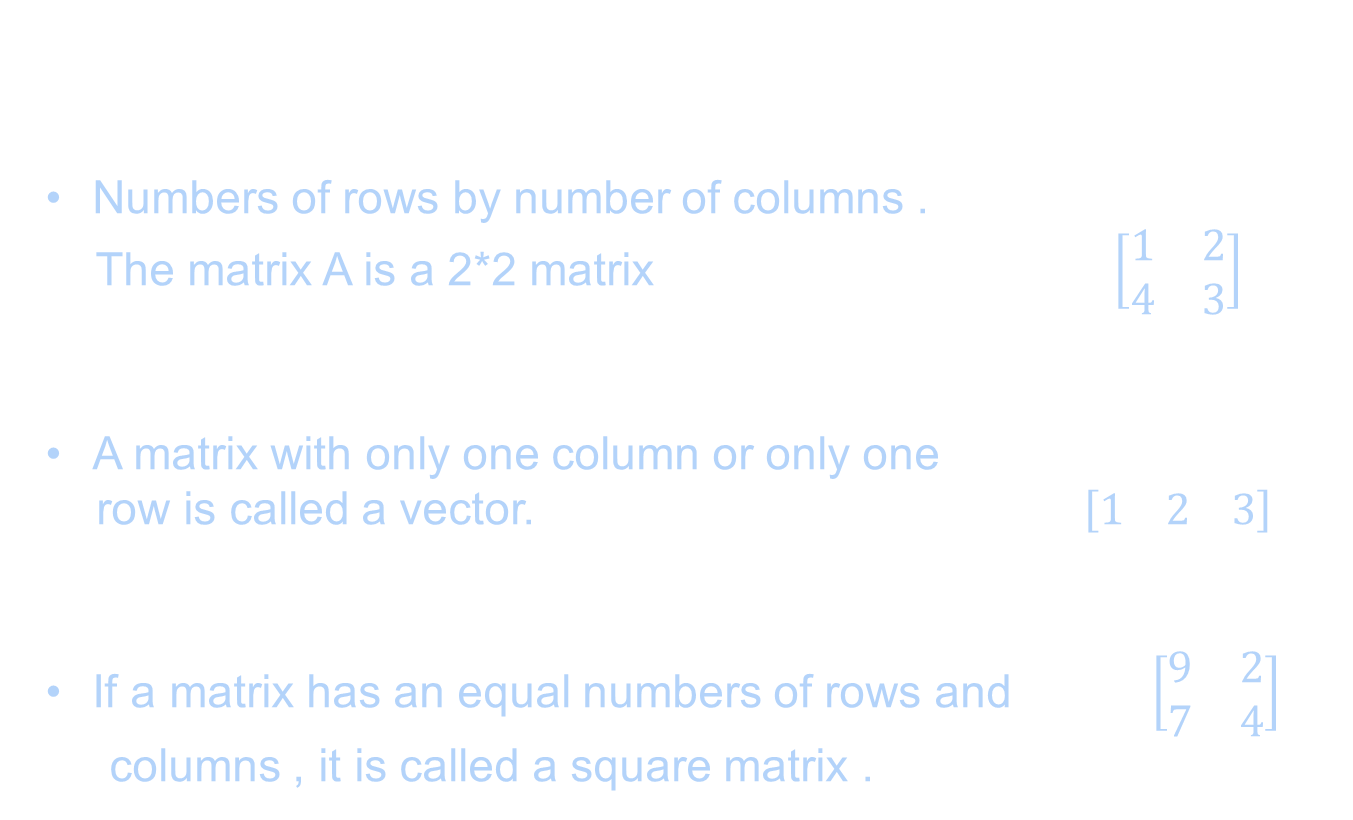 • Numbers of rows by number of columns .
The matrix A is a 2*2 matrix
[1 2
4 3]
• A matrix with only one column or only one
row is called a vector.
[1 2 3]
• If a matrix has an equal numbers of rows and
columns , it is called a square matrix .
[9 2
7 4]